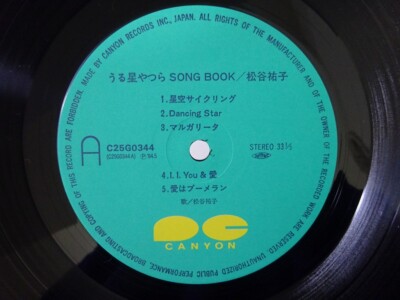 MADE BY CANYON RECORDS INC., JAPAN. ALL RIGHTS OF THE MANUFACTURER AND OF THE OWNER OF THE RECORDED WORK ARE RESERVED. UNAUTHORIZED PUBLIC PERFORMANCE, BROADCASTING AND COPYING OF THIS RECORD ARE FORBIDDEN.
うる星やつら SONG BOOK/松谷祐子
1.星空サイクリング
2.Dancing Star
3.マルガリータ
A C25G0344
(C25G0344A)
STEREO 33⅓
4.I, I, You & 愛
5.愛はブーメラン
歌/松谷祐子
CANYON